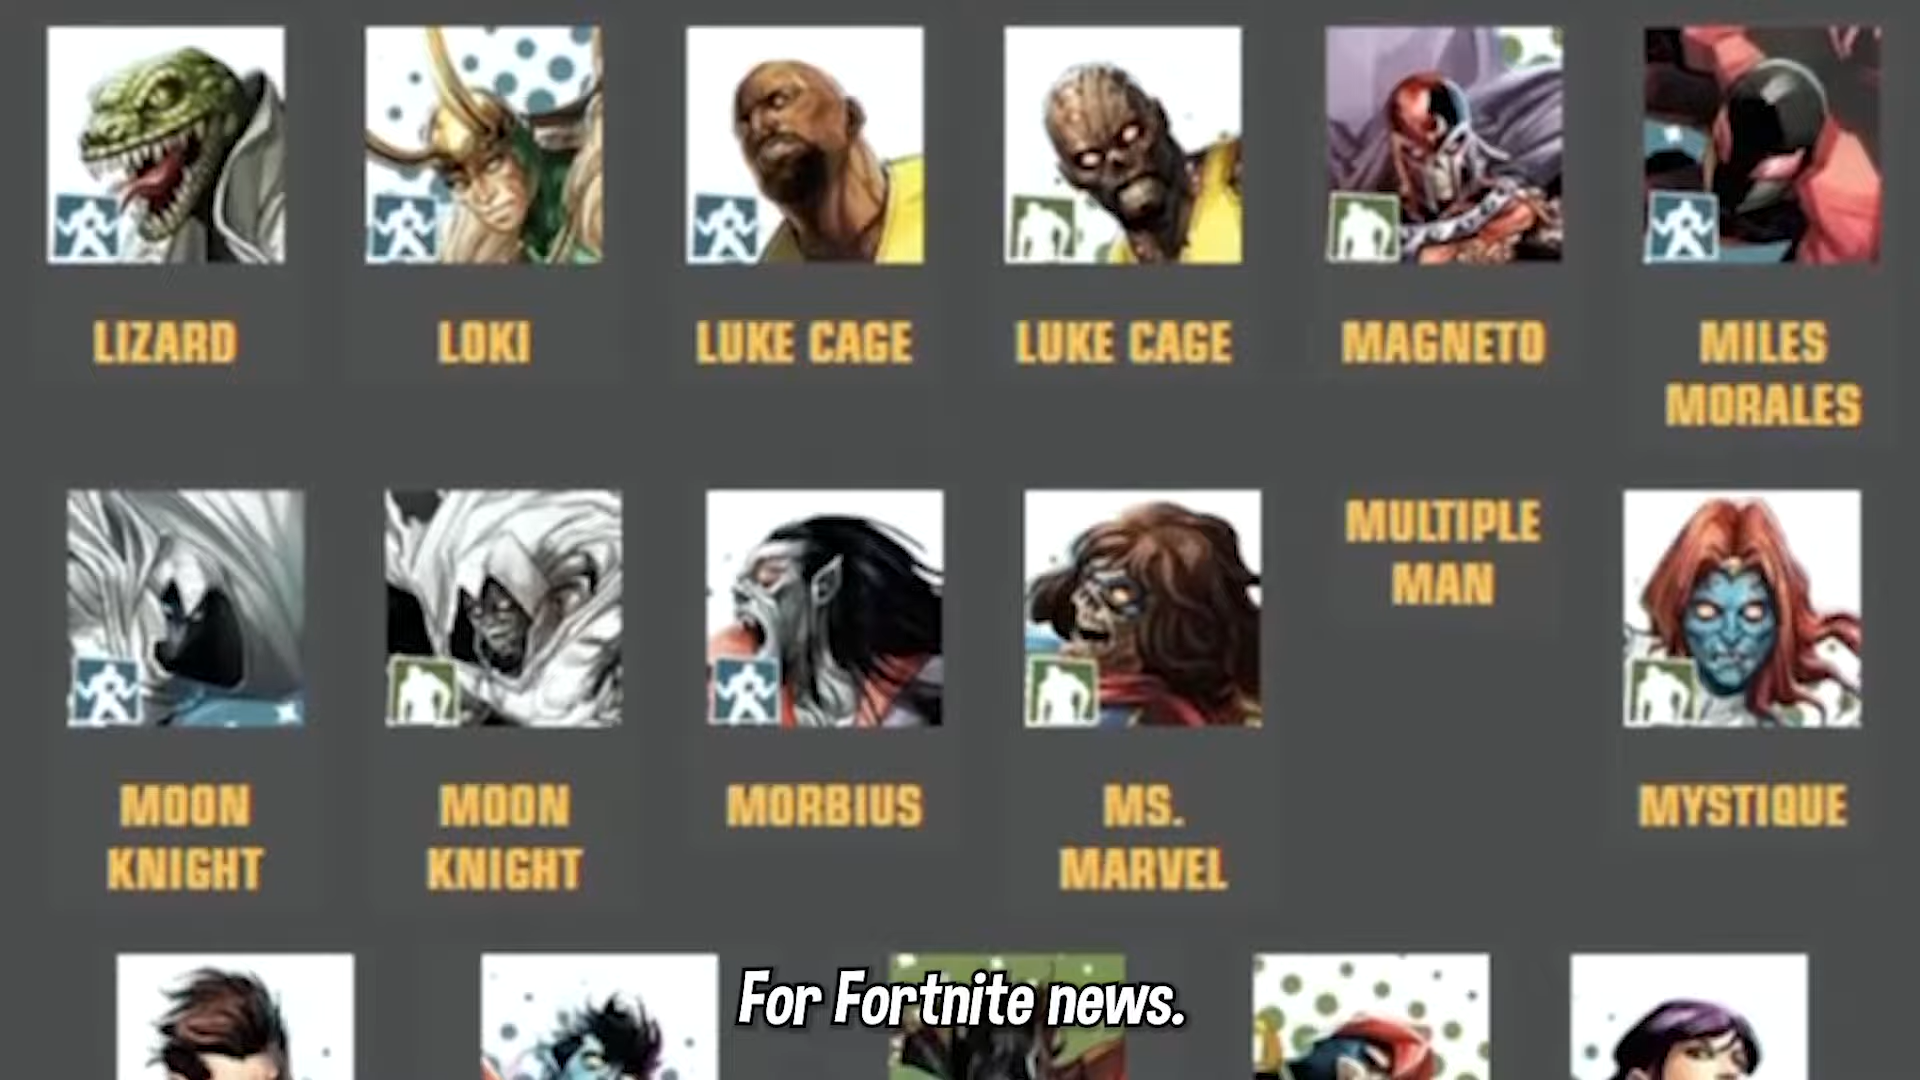 LIZARD
LOKI
LUKE CAGE
LUKE CAGE
MAGNETO
MILES
MORALES
MOON
KNIGHT
MOON
KNIGHT
MORBIUS
MS.
MARVEL
MULTIPLE
MAN
MYSTIQUE
For Fortnite news.